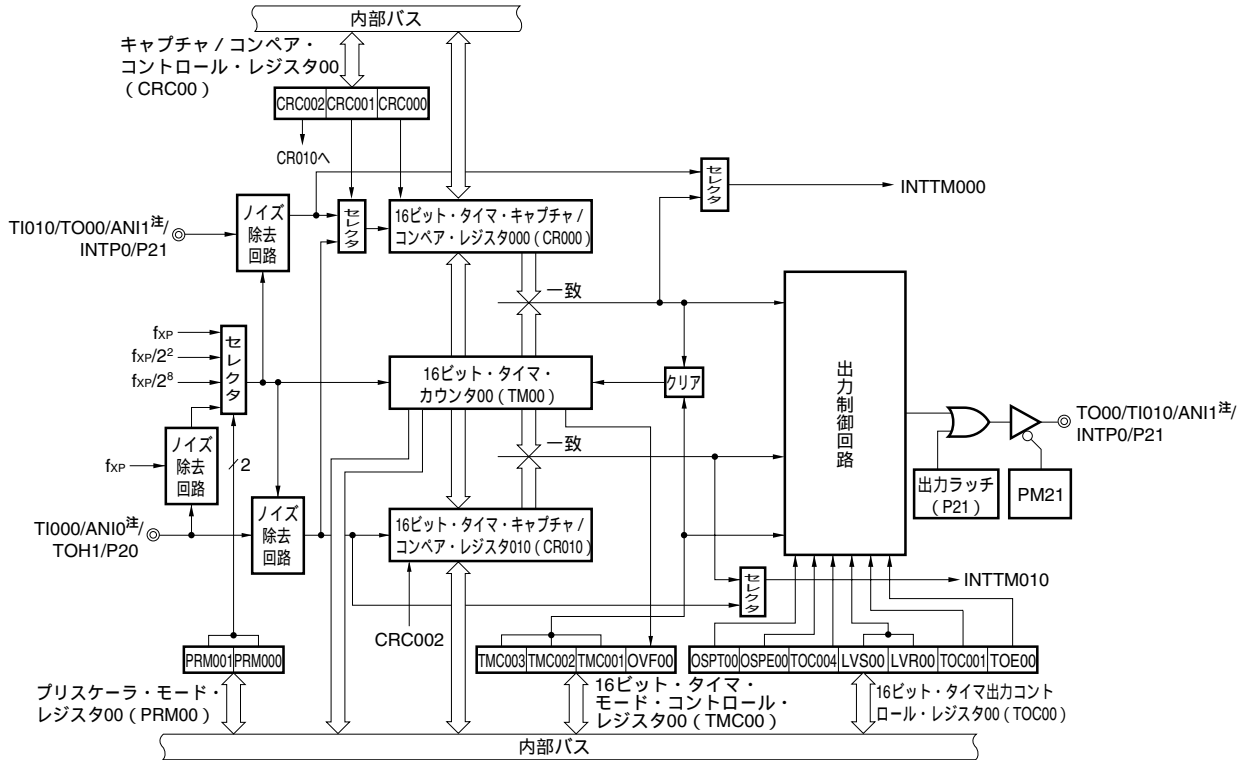 内部バス
キャプチャ / コンペア・
コントロール・レジスタ00
（CRC00）
CRC002 CRC001 CRC000
CR010へ
セレクタ
INTTM000
TI010/TO00/ANI1注/
INTP0/P21
ノイズ
除去
回路
セレクタ
16ビット・タイマ・キャプチャ /
コンペア・レジスタ000（CR000）
一致
fXP
fXP/2²
fXP/2⁸
セレクタ
16ビット・タイマ・
カウンタ00（TM00）
クリア
出力制御回路
TO00/TI010/ANI1注/
INTP0/P21
fXP
ノイズ
除去
回路
2
一致
出力ラッチ
（P21）
PM21
TI000/ANI0注/
TOH1/P20
ノイズ
除去
回路
16ビット・タイマ・キャプチャ /
コンペア・レジスタ010（CR010）
セレクタ
INTTM010
CRC002
PRM001 PRM000
TMC003 TMC002 TMC001 OVF00
OSPT00 OSPE00 TOC004 LVS00 LVR00 TOC001 TOE00
プリスケーラ・モード・
レジスタ00（PRM00）
16ビット・タイマ・
モード・コントロール・
レジスタ00（TMC00）
16ビット・タイマ出力コント
ロール・レジスタ00（TOC00）
内部バス